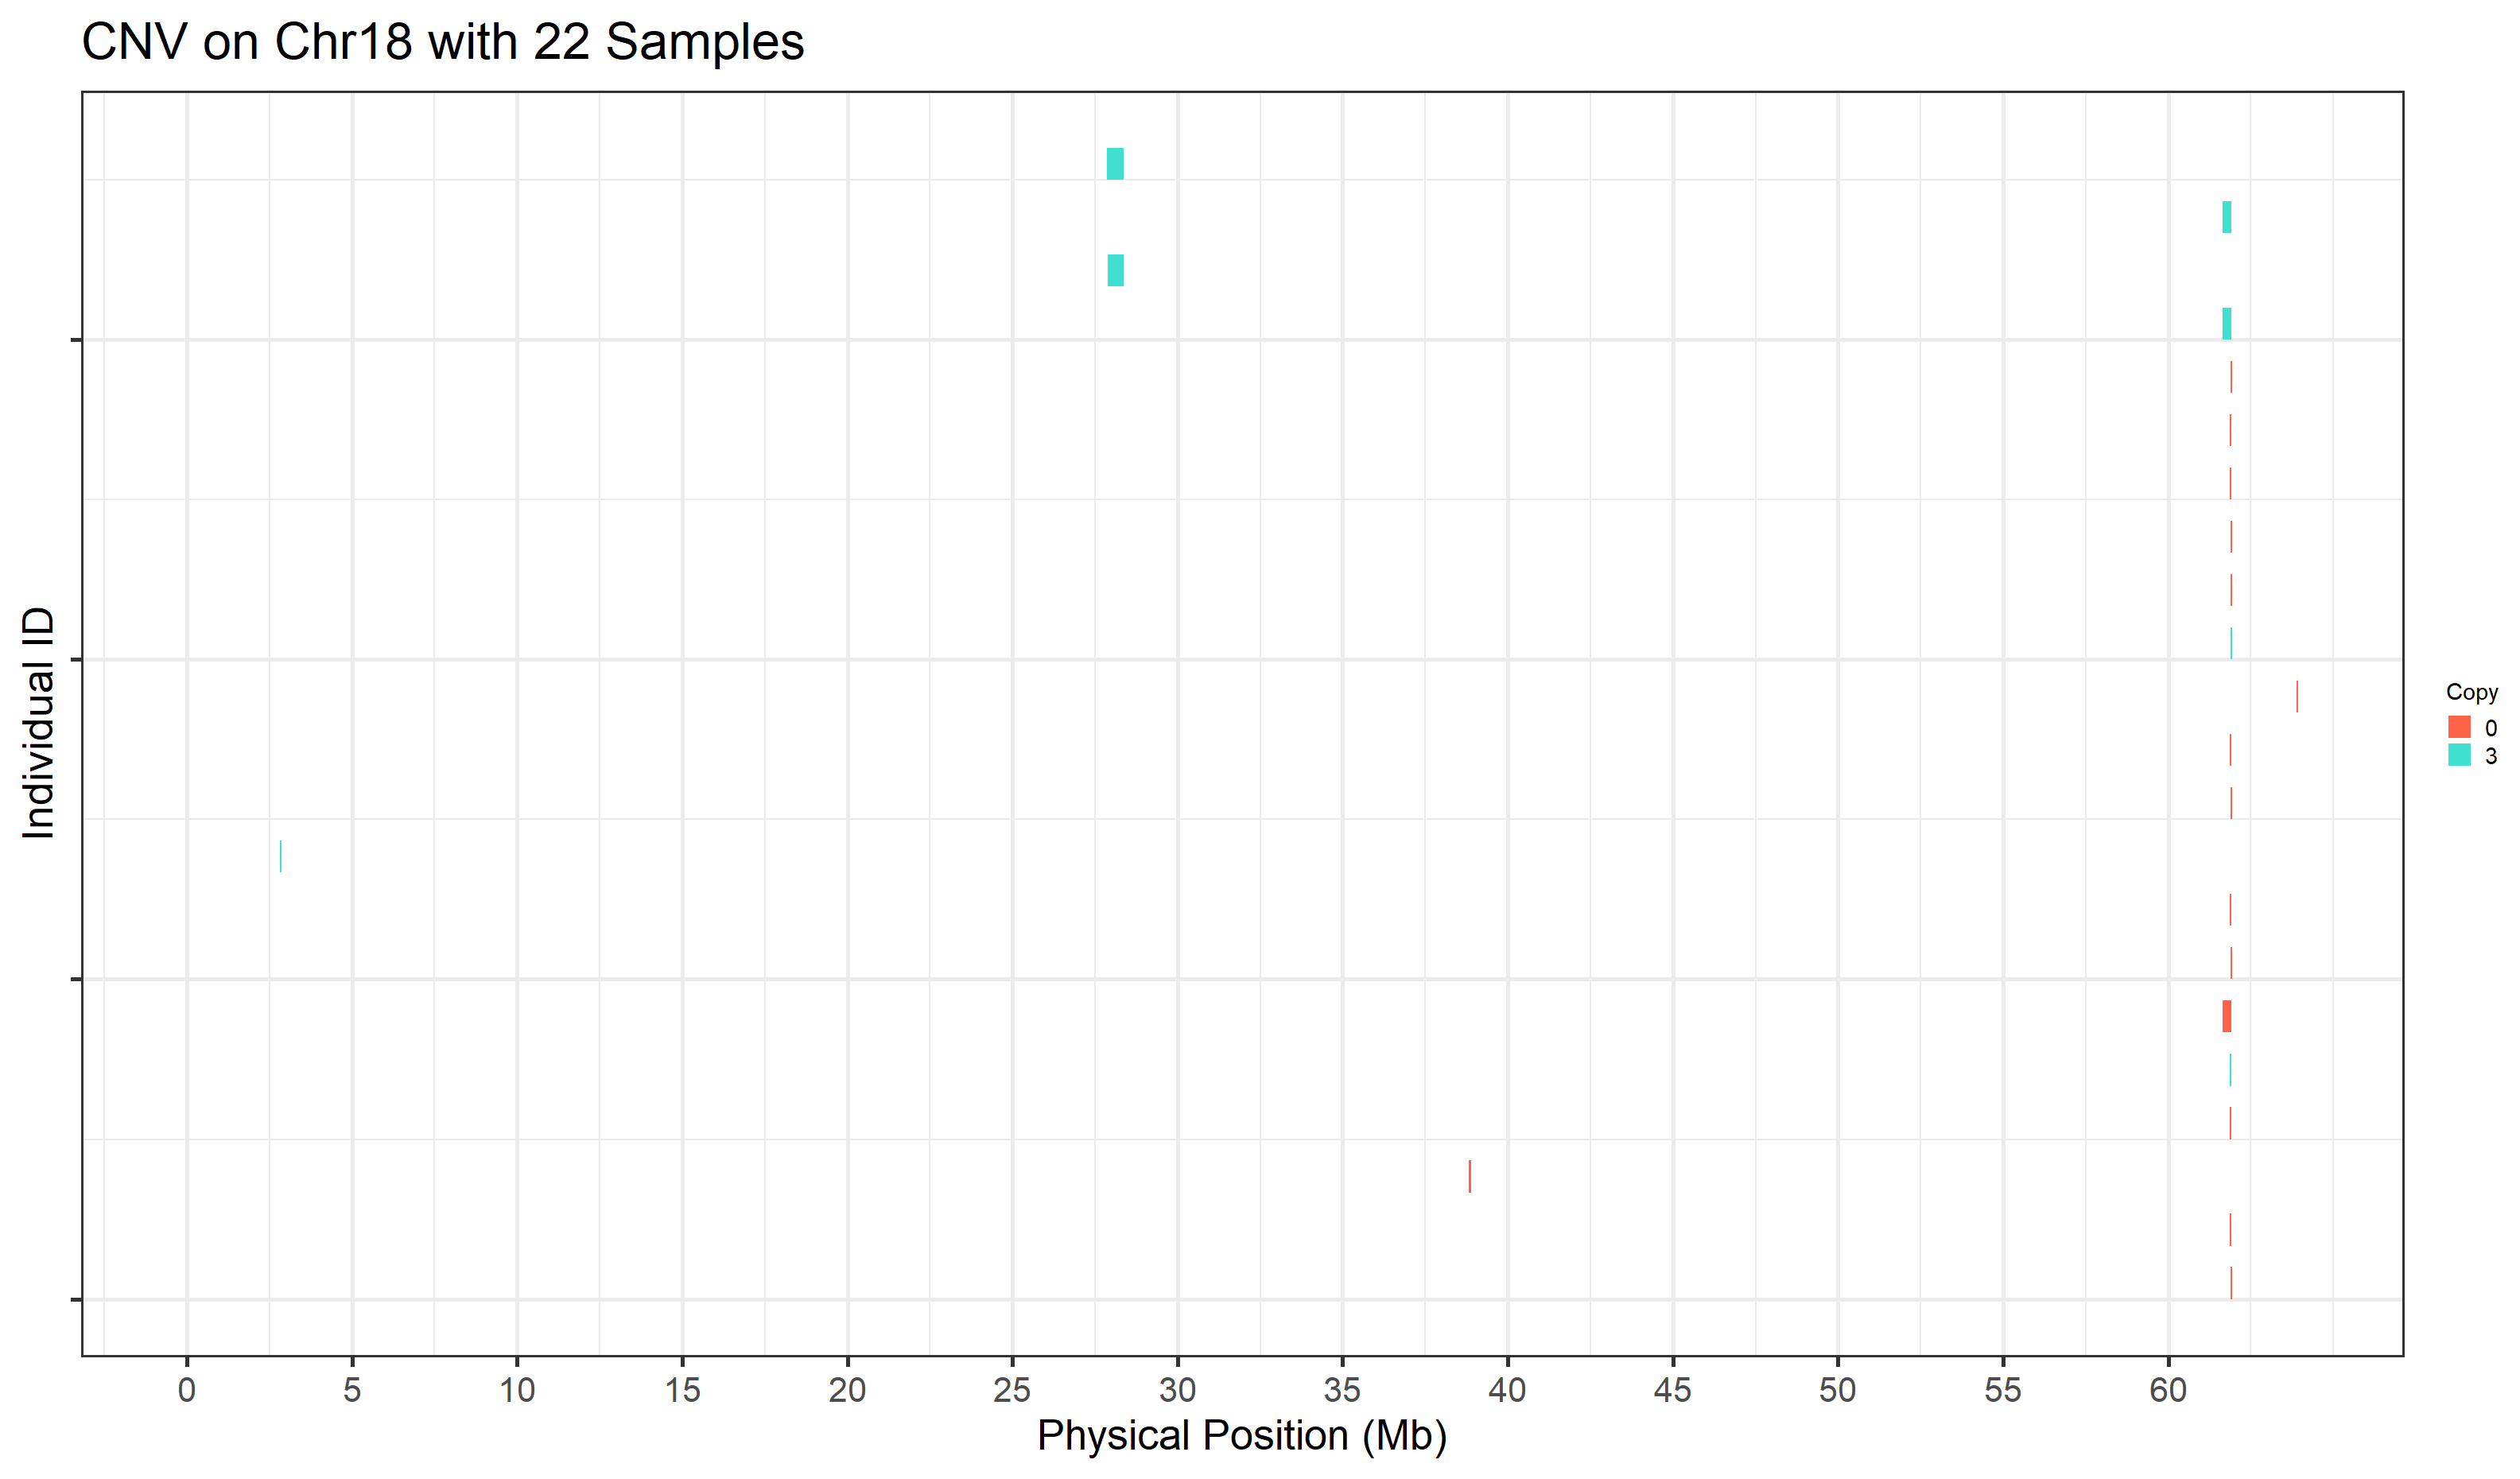 CNV on Chr18 with 22 Samples
Individual ID
Copy
0
3
0 5 10 15 20 25 30 35 40 45 50 55 60
Physical Position (Mb)